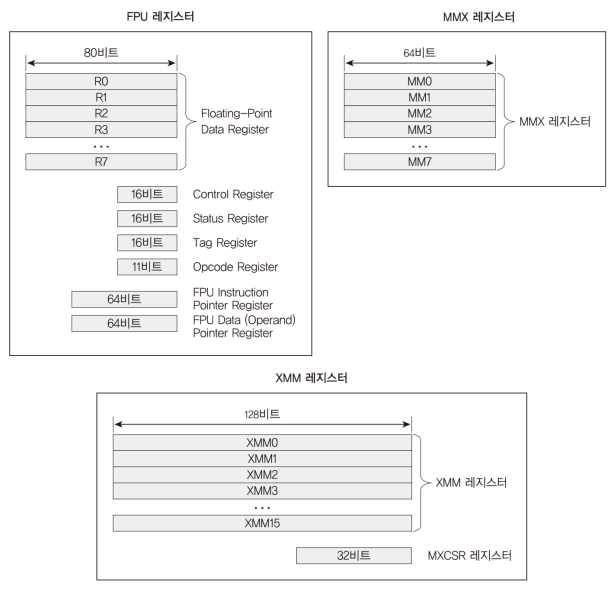 FPU 레지스터
80비트
R0
R1
R2
R3
...
R7
Floating-Point
Data Register
16비트 Control Register
16비트 Status Register
16비트 Tag Register
11비트 Opcode Register
64비트 FPU Instruction
Pointer Register
64비트 FPU Data (Operand)
Pointer Register
MMX 레지스터
64비트
MM0
MM1
MM2
MM3
...
MM7
MMX 레지스터
XMM 레지스터
128비트
XMM0
XMM1
XMM2
XMM3
...
XMM15
XMM 레지스터
32비트 MXCSR 레지스터